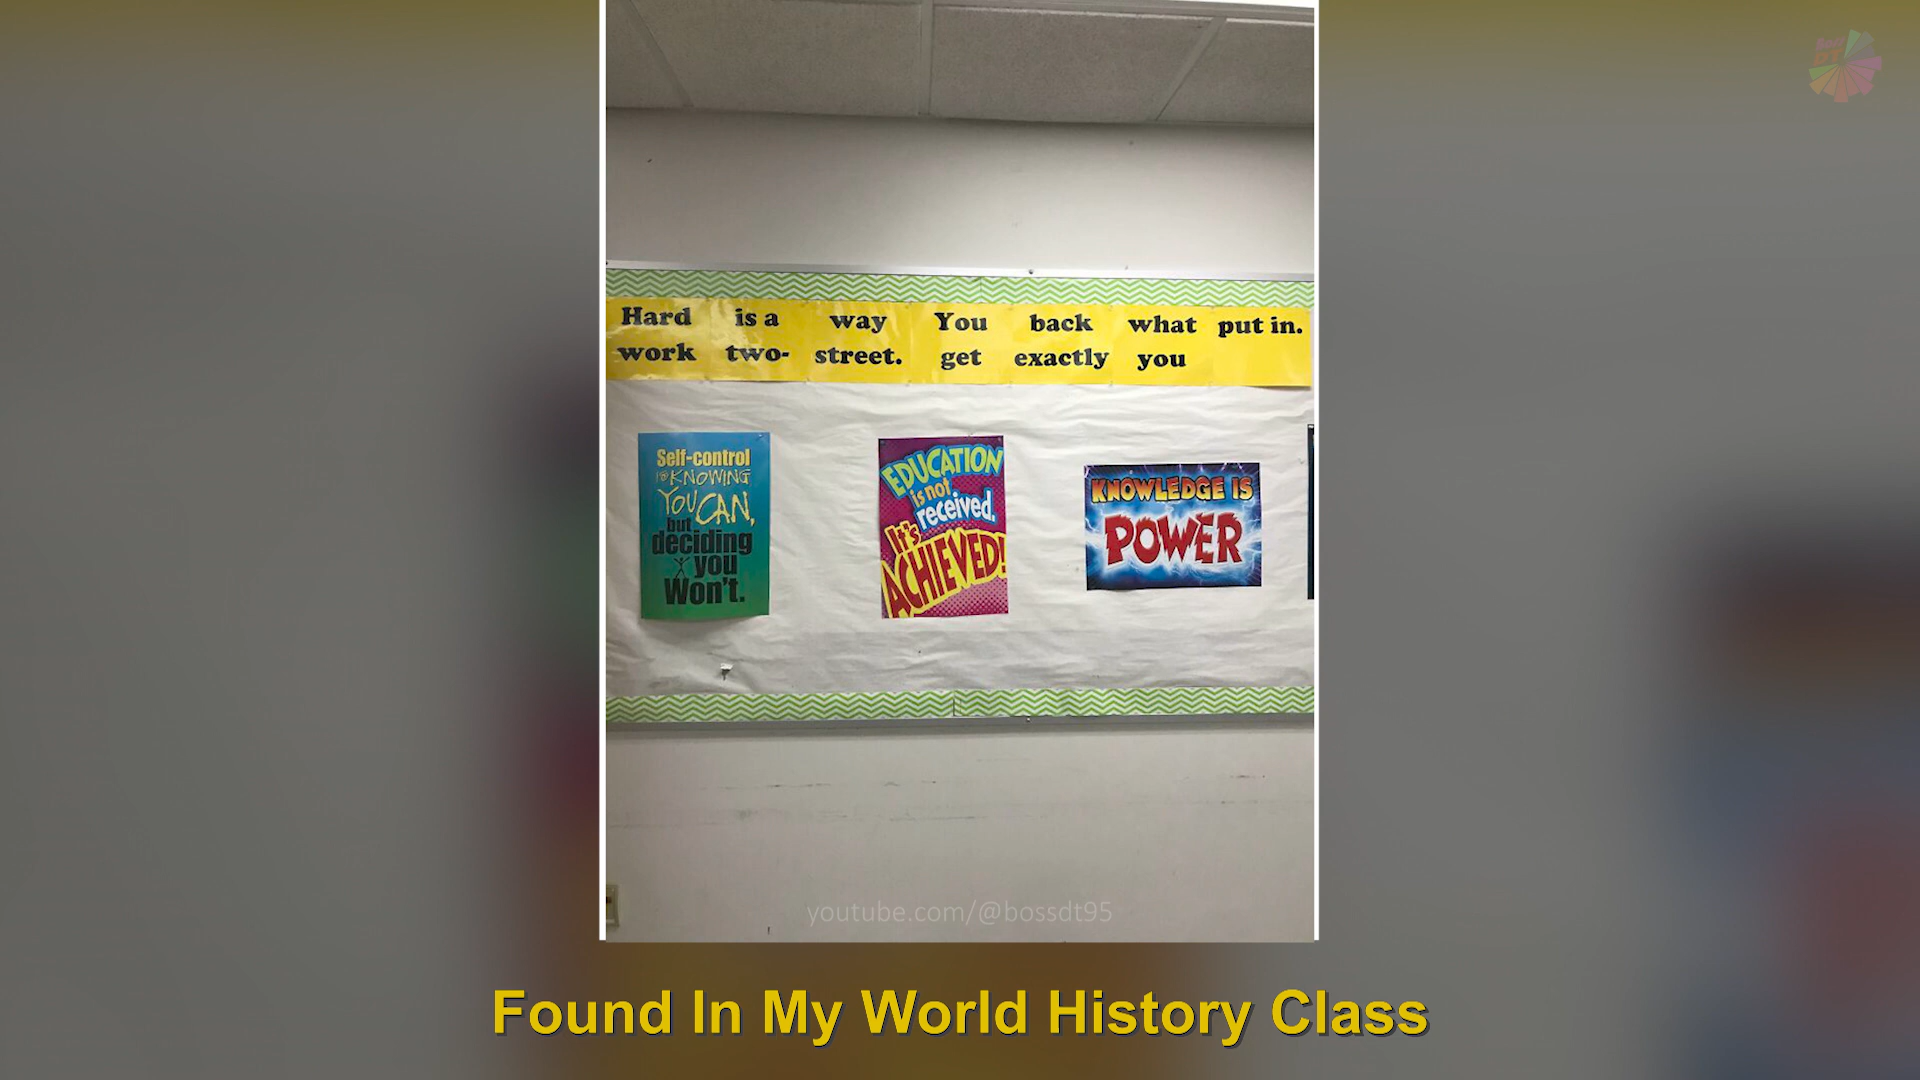 Hard is a way You back what put in.
work two- street. get exactly you
Self-control
is KNOWING
YOU CAN,
but
deciding
you
Won't.
EDUCATION
is not
received.
It's
ACHIEVED!
KNOWLEDGE IS
POWER
youtube.com/@bossdt95
Found In My World History Class